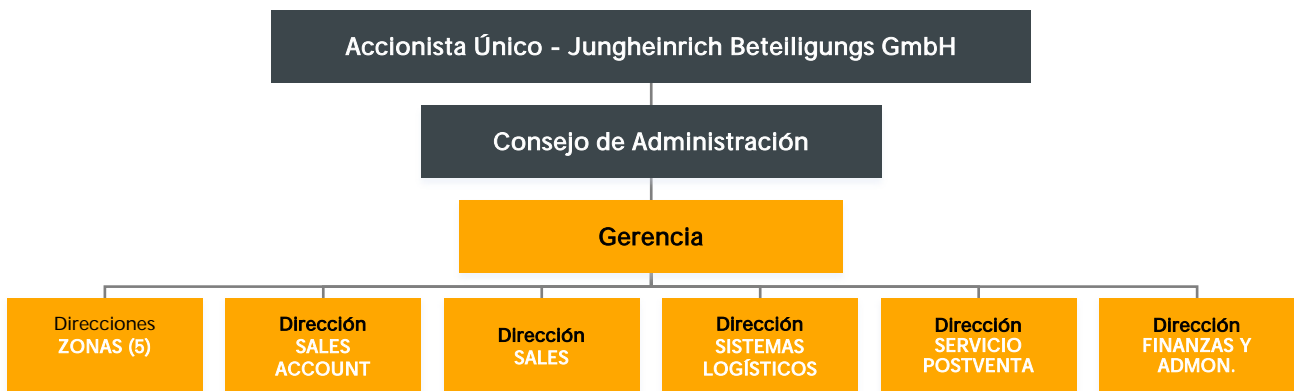 Accionista Único - Jungheinrich Beteiligungs GmbH
Consejo de Administración
Gerencia
Direcciones
ZONAS (5)
Dirección
SALES
ACCOUNT
Dirección
SALES
Dirección
SISTEMAS
LOGÍSTICOS
Dirección
SERVICIO
POSTVENTA
Dirección
FINANZAS Y
ADMON.